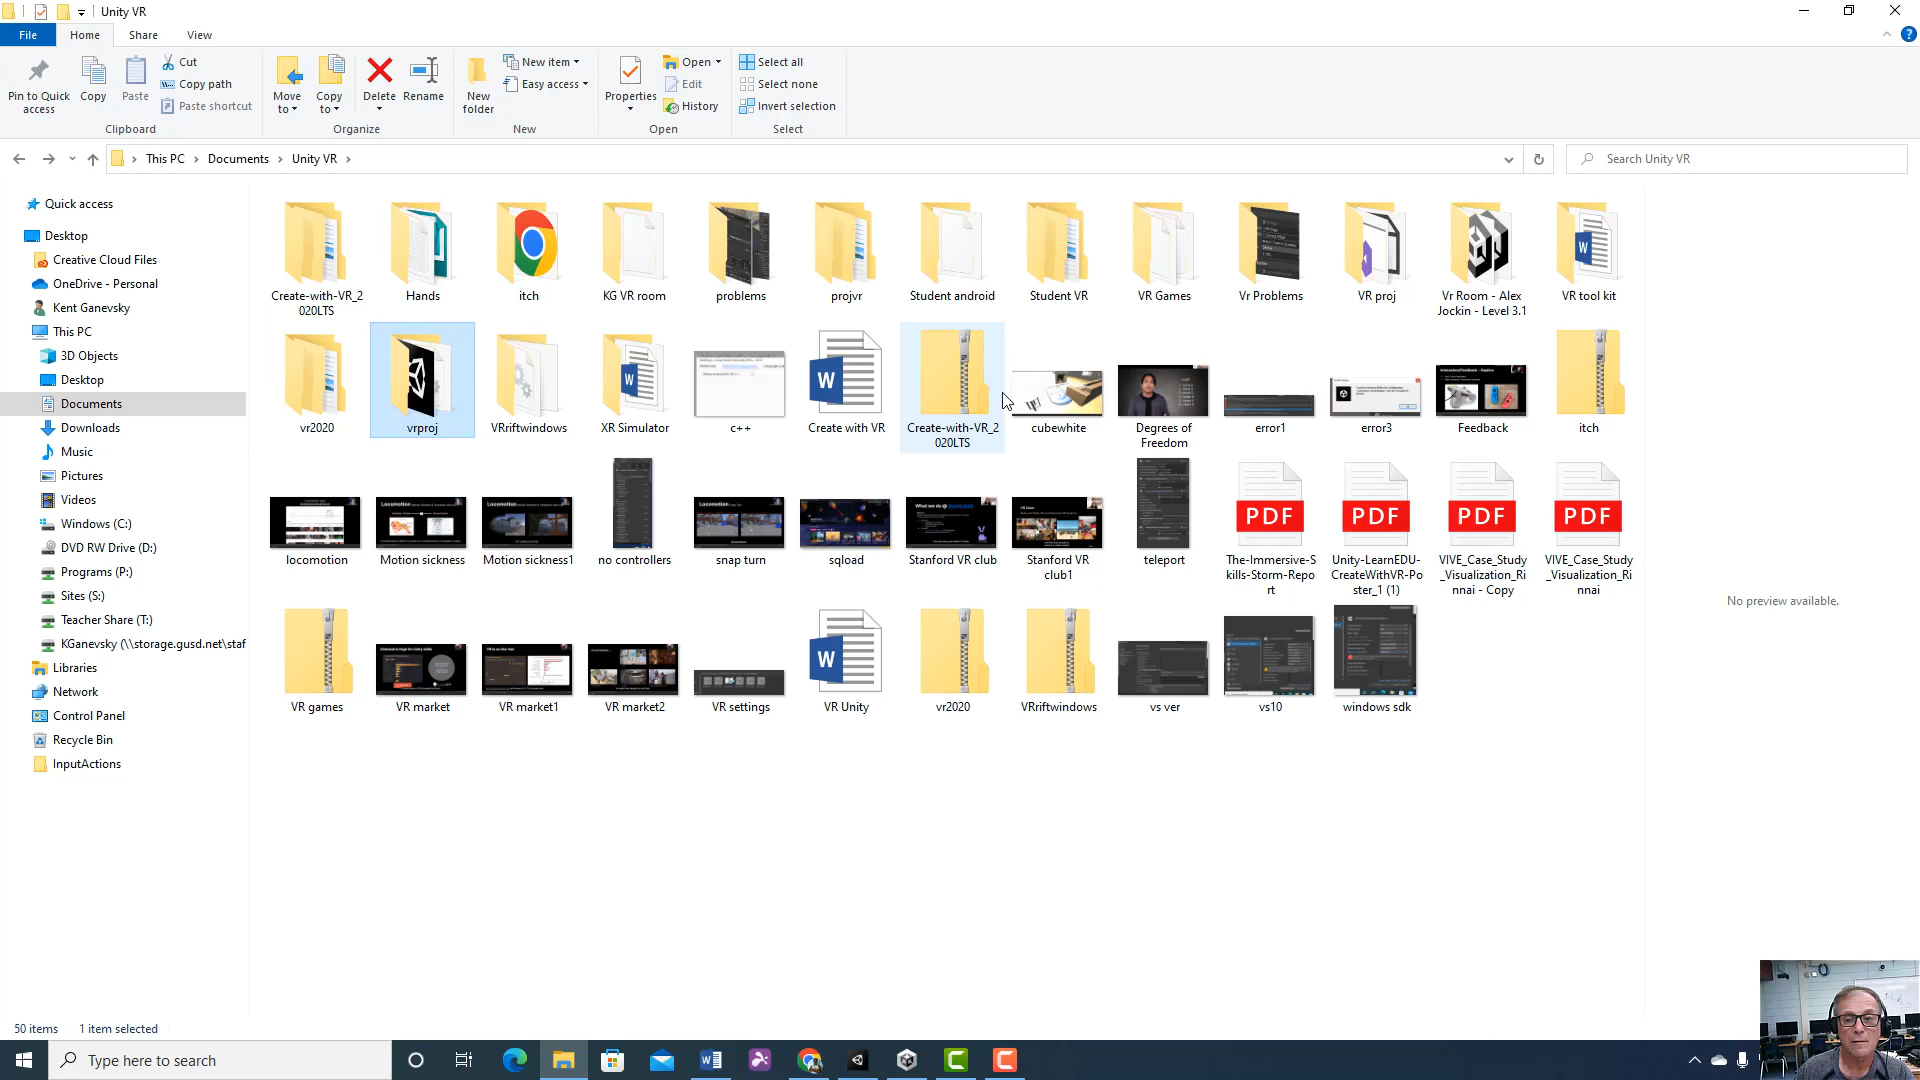 Unity VR
File
Home
Share
View
Pin to Quick
access
Copy
Paste
Cut
Copy path
Paste shortcut
Clipboard
Move
to
Copy
to
Delete
Rename
Organize
New
folder
New item
Easy access
New
Properties
Open
Edit
History
Open
Select all
Select none
Invert selection
Select
This PC
Documents
Unity VR
Search Unity VR
Quick access
Desktop
Creative Cloud Files
OneDrive - Personal
Kent Ganevsky
This PC
3D Objects
Desktop
Documents
Downloads
Music
Pictures
Videos
Windows (C:)
DVD RW Drive (D:)
Programs (P:)
Sites (S:)
Teacher Share (T:)
KGanevsky (\\storage.gusd.net\staf
Libraries
Network
Control Panel
Recycle Bin
InputActions
Create-with-VR_2
020LTS
Hands
itch
KG VR room
problems
projvr
Student android
Student VR
VR Games
Vr Problems
VR proj
Vr Room - Alex
Jockin - Level 3.1
VR tool kit
vr2020
vrproj
VRriftwindows
XR Simulator
c++
Create with VR
Create-with-VR_2
020LTS
cubewhite
Degrees of
Freedom
error1
error3
Feedback
itch
locomotion
Motion sickness
Motion sickness1
no controllers
snap turn
sqload
Stanford VR club
Stanford VR
club1
teleport
PDF
The-Immersive-S
kills-Storm-Repo
rt
PDF
Unity-LearnEDU-
CreateWithVR-Po
ster_1 (1)
PDF
VIVE_Case_Study
_Visualization_Ri
nnai - Copy
PDF
VIVE_Case_Study
_Visualization_Ri
nnai
VR games
VR market
VR market1
VR market2
VR settings
VR Unity
vr2020
VRriftwindows
vs ver
vs10
windows sdk
No preview available.
50 items
1 item selected
Type here to search